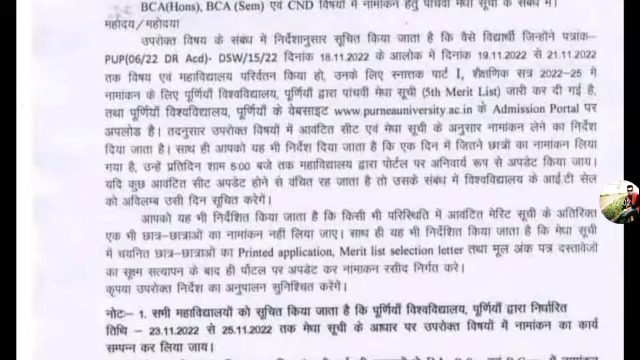 BCA(Hons), BCA (Sem) एवं CND विषयों में नामांकन हेतु पांचवी मेधा सूची के संबंध में।
महोदय/महोदया
उपरोक्त विषय के संबंध में निर्देशानुसार सूचित किया जाता है कि वैसे विद्यार्थी जिन्होने पत्रांक-
PUP(06/22 DR Acd)- DSW/15/22 दिनांक 18.11.2022 के आलोक में दिनांक 19.11.2022 से 21.11.2022
तक विषय एवं महाविद्यालय परिवर्तन किया हो, उनके लिए स्नातक पार्ट I, शैक्षणिक सत्र 2022-25 में
नामांकन के लिए पूर्णियाँ विश्वविद्यालय, पूर्णियाँ द्वारा पांचवी मेधा सूची (5th Merit List) जारी कर दी गई है,
तथा पूर्णियाँ विश्वविद्यालय, पूर्णियाँ के वेबसाइट www.purneauniversity.ac.in के Admission Portal पर
अपलोड है। तदनुसार उपरोक्त विषयों में आवंटित सीट एवं मेधा सूची के अनुसार नामांकन लेने का निर्देश
दिया जाता है। साथ ही आपको यह भी निर्देश दिया जाता है कि एक दिन में जितने छात्रों का नामांकन लिया
गया है, उन्हें प्रतिदिन शाम 5:00 बजे तक महाविद्यालय द्वारा पोर्टल पर अनिवार्य रूप से अपडेट किया जाय।
यदि कुछ आवंटित सीट अपडेट होने से वंचित रह जाता है तो उसके संबंध में विश्वविद्यालय के आई.टी सेल
को अविलम्ब उसी दिन सूचित करेगें।
आपको यह भी निर्देशित किया जाता है कि किसी भी परिस्थिति में आवंटित मेरिट सूची के अतिरिक्त
एक भी छात्र-छात्राओं का नामांकन नही लिया जाए। साथ ही यह भी निर्देशित किया जाता है कि मेधा सूची
में चयनित छात्र-छात्राओं का Printed application, Merit list selection letter तथा मूल अंक पत्र दस्तावेजों
का सूक्ष्म सत्यापन के बाद ही पौटल पर अपडेट कर नामांकन रसीद निर्गत करे।
कृपया उपरोक्त निर्देश का अनुपालन सुनिश्चित करेंगे।
नोटः- 1. सभी महाविद्यालयों को सूचित किया जाता है कि पूर्णियाँ विश्वविद्यालय, पूर्णियाँ द्वारा निर्धारित
तिथि - 23.11.2022 से 25.11.2022 तक मेधा सूची के आधार पर उपरोक्त विषयों में नामांकन का कार्य
सम्पन्न कर लिया जाय।